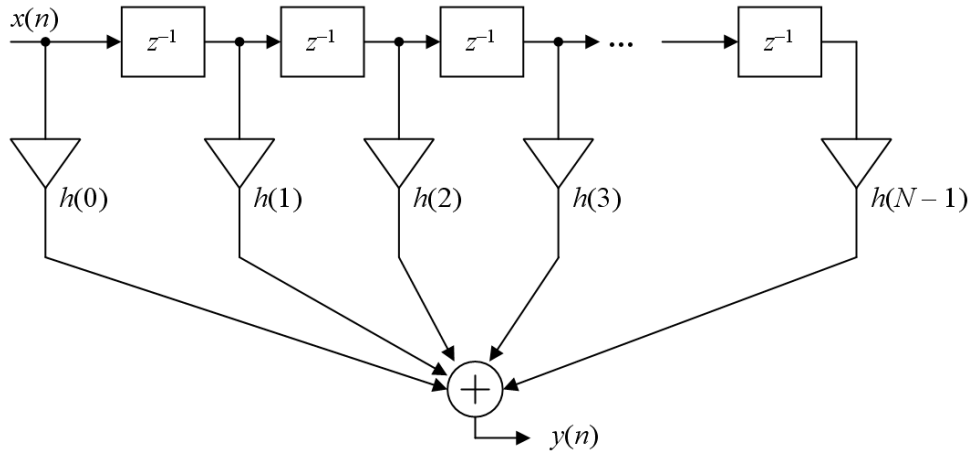 x(n)
z⁻¹ z⁻¹ z⁻¹ ... z⁻¹
h(0) h(1) h(2) h(3) h(N – 1)
+
y(n)